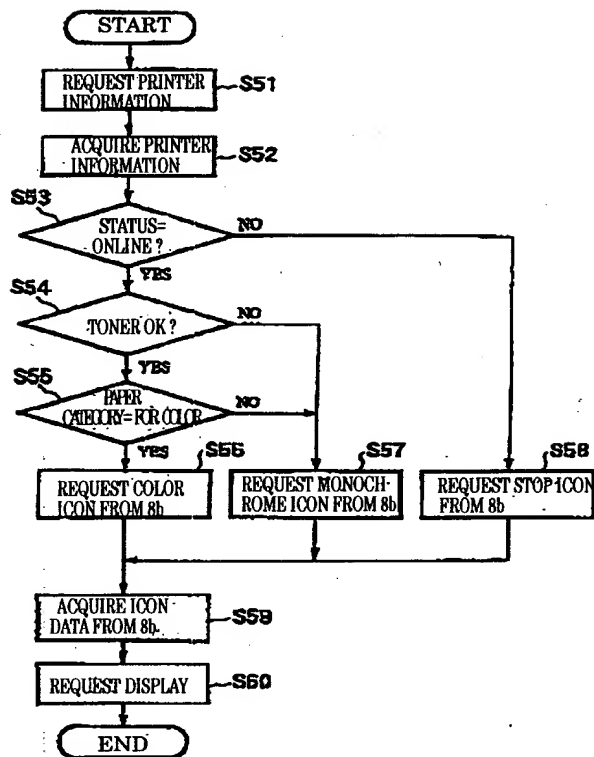 START
REQUEST PRINTER
INFORMATION
S51
ACQUIRE PRINTER
INFORMATION
S52
S53
STATUS=
ONLINE ?
NO
YES
S54
TONER OK ?
NO
YES
S55
PAPER
CATEGORY=FOR COLOR
NO
YES
S56
REQUEST COLOR
ICON FROM 8b
S57
REQUEST MONOCH-
ROME ICON FROM 8b
S58
REQUEST STOP ICON
FROM 8b
ACQUIRE ICON
DATA FROM 8b.
S59
REQUEST DISPLAY
S60
END